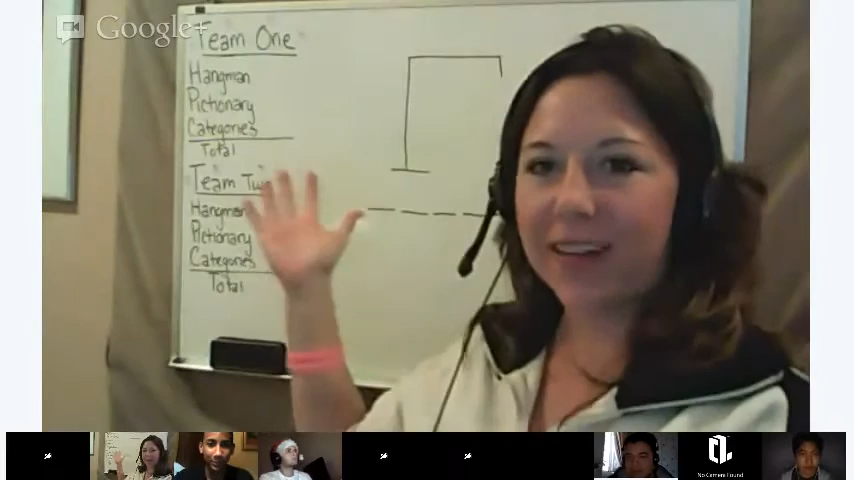 Google+
Team One
Hangman
Pictionary
Categories
Total
Team Two
Hangman
Pictionary
Categories
Total
No Camera Found